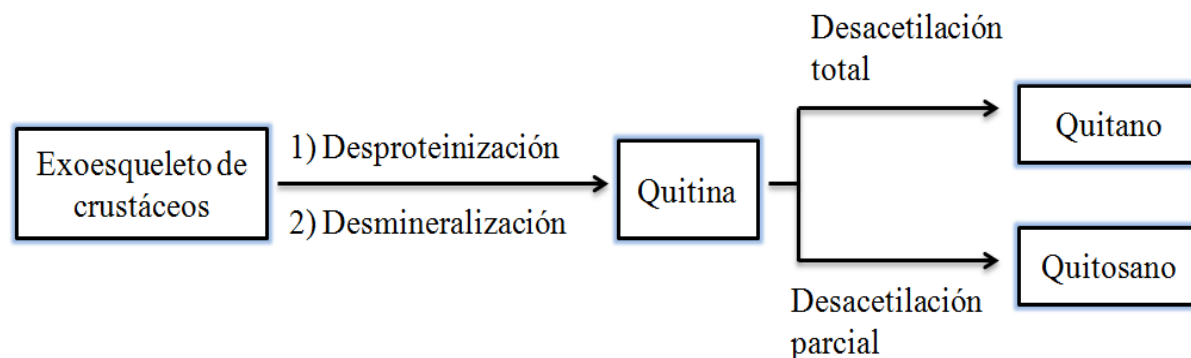 Exoesqueleto de
crustáceos
1) Desproteinización
2) Desmineralización
Quitina
Desacetilación
total
Quitano
Desacetilación
parcial
Quitosano